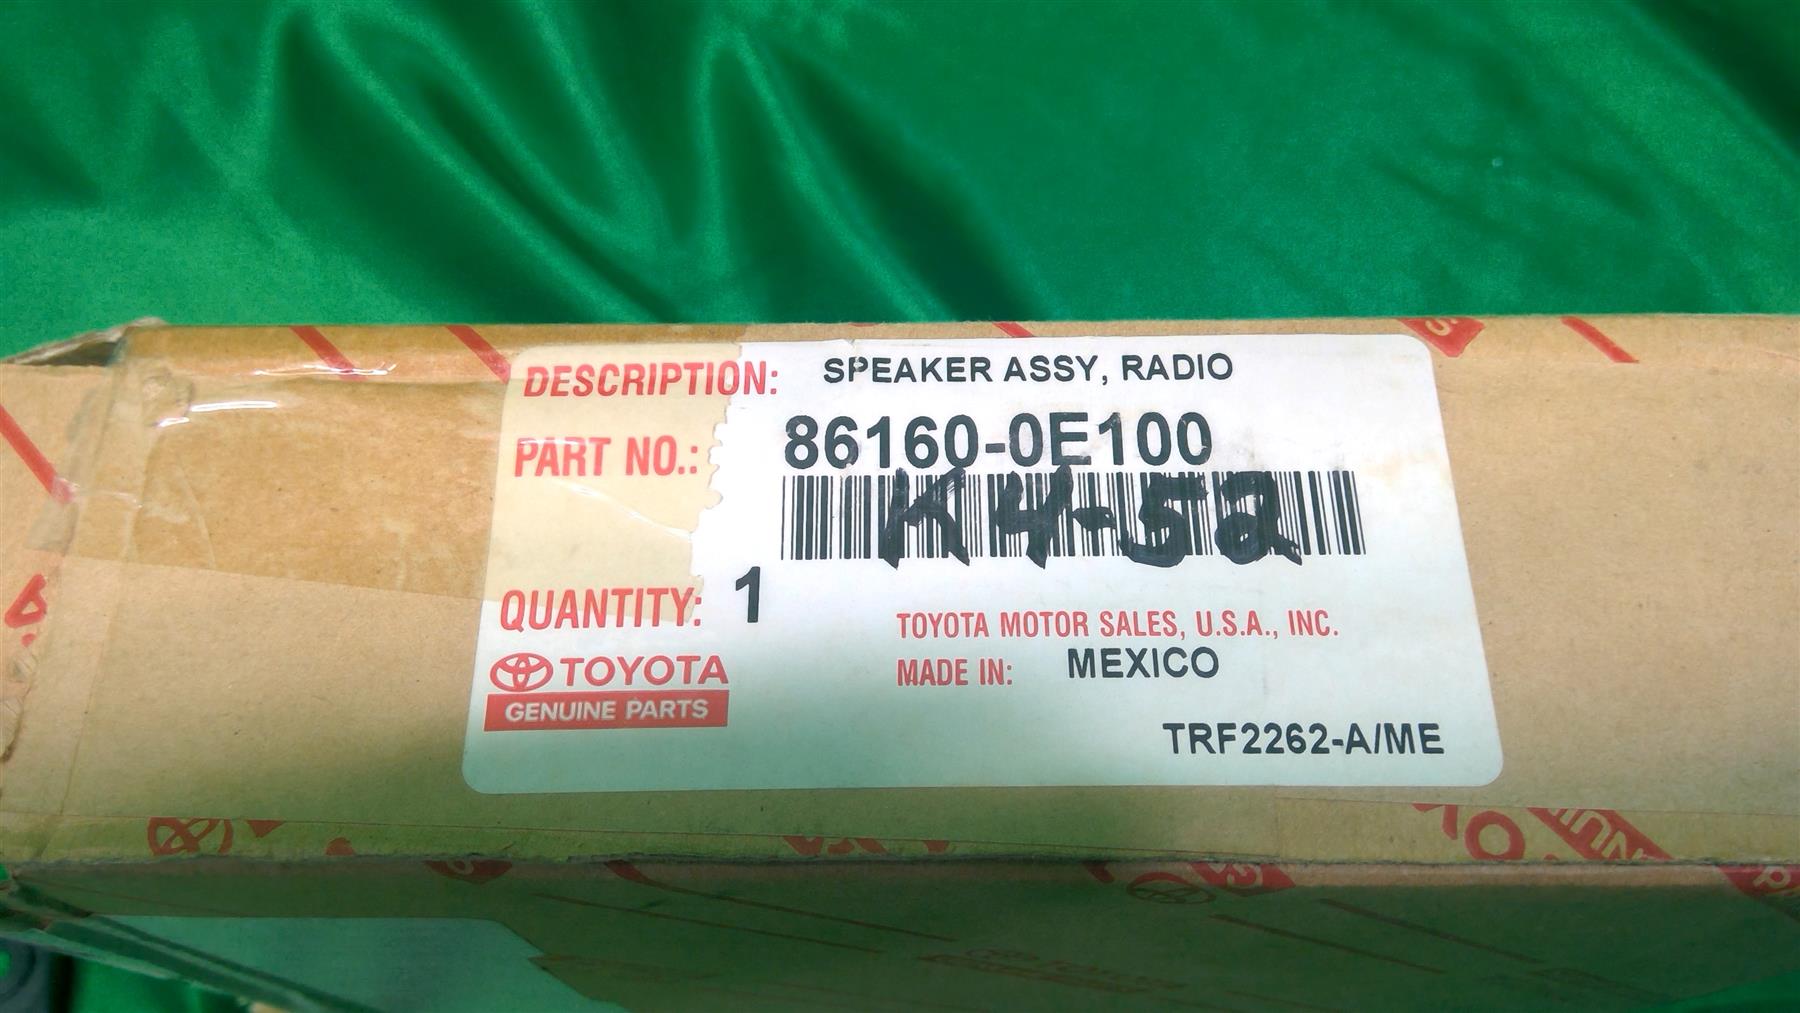 DESCRIPTION: SPEAKER ASSY, RADIO
PART NO.: 86160-0E100
K4-52
QUANTITY: 1
TOYOTA MOTOR SALES, U.S.A., INC.
TOYOTA
MADE IN: MEXICO
GENUINE PARTS
TRF2262-A/ME